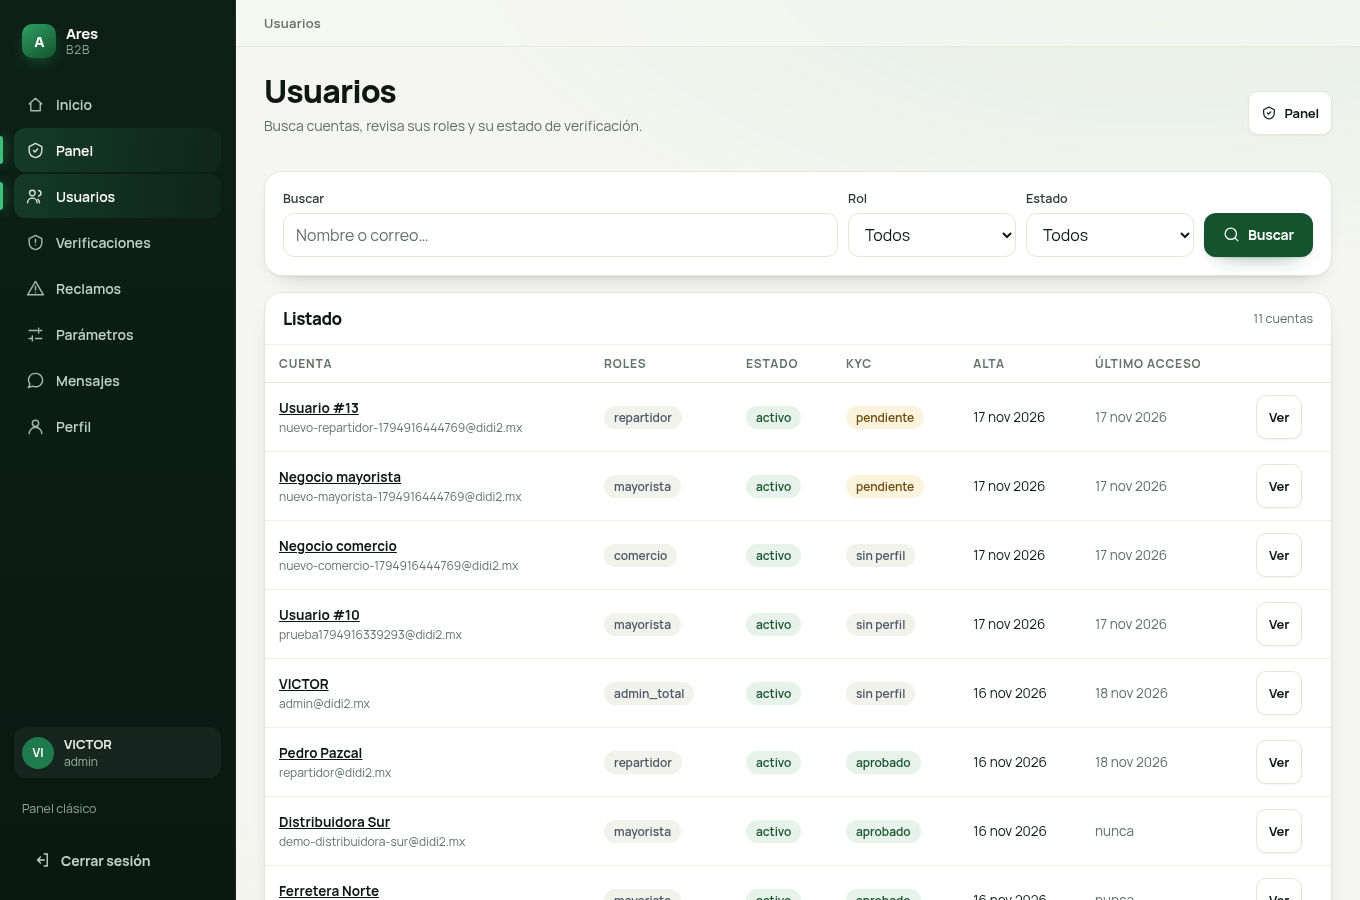 A
Ares
B2B
Inicio
Panel
Usuarios
Verificaciones
Reclamos
Parámetros
Mensajes
Perfil
VI
VICTOR
admin
Panel clásico
Cerrar sesión
Usuarios
Usuarios
Busca cuentas, revisa sus roles y su estado de verificación.
Panel
Buscar
Rol
Estado
Nombre o correo...
Todos
Todos
Buscar
Listado
11 cuentas
CUENTA ROLES ESTADO KYC ALTA ÚLTIMO ACCESO
Usuario #13
nuevo-repartidor-1794916444769@didi2.mx
repartidor activo pendiente 17 nov 2026 17 nov 2026 Ver
Negocio mayorista
nuevo-mayorista-1794916444769@didi2.mx
mayorista activo pendiente 17 nov 2026 17 nov 2026 Ver
Negocio comercio
nuevo-comercio-1794916444769@didi2.mx
comercio activo sin perfil 17 nov 2026 17 nov 2026 Ver
Usuario #10
prueba1794916339293@didi2.mx
mayorista activo sin perfil 17 nov 2026 17 nov 2026 Ver
VICTOR
admin@didi2.mx
admin_total activo sin perfil 16 nov 2026 18 nov 2026 Ver
Pedro Pazcal
repartidor@didi2.mx
repartidor activo aprobado 16 nov 2026 18 nov 2026 Ver
Distribuidora Sur
demo-distribuidora-sur@didi2.mx
mayorista activo aprobado 16 nov 2026 nunca Ver
Ferretera Norte
mayorista activo aprobado 16 nov 2026 nunca Ver